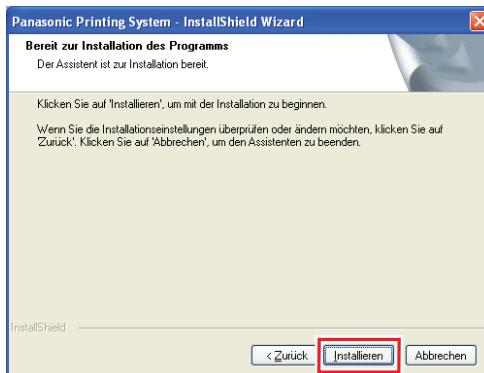 Panasonic Printing System - InstallShield Wizard
Bereit zur Installation des Programms
Der Assistent ist zur Installation bereit.
Klicken Sie auf 'Installieren', um mit der Installation zu beginnen.
Wenn Sie die Installationseinstellungen überprüfen oder ändern möchten, klicken Sie auf
'Zurück'. Klicken Sie auf 'Abbrechen', um den Assistenten zu beenden.
InstallShield
< Zurück Installieren Abbrechen